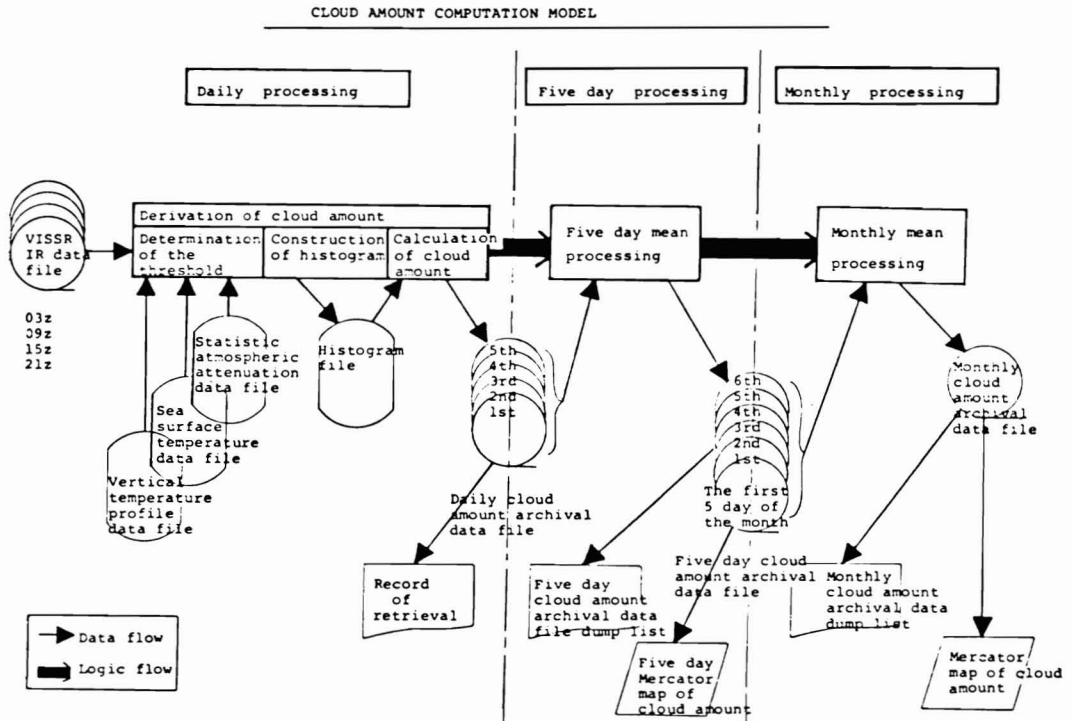 CLOUD AMOUNT COMPUTATION MODEL
Daily processing
Five day processing
Monthly processing
VISSR
IR data
file
03z
09z
15z
21z
Derivation of cloud amount
Determination
of the
threshold
Construction
of histogram
Calculation
of cloud
amount
Five day mean
processing
Monthly mean
processing
Statistic
atmospheric
attenuation
data file
Sea
surface
temperature
data file
Vertical
temperature
profile
data file
Histogram
file
5th
4th
3rd
2nd
1st
Daily cloud
amount archival
data file
6th
5th
4th
3rd
2nd
1st
The first
5 day of
the month
Five day cloud
amount archival
data file
Monthly
cloud
amount
archival
data file
Record
of
retrieval
Five day
cloud amount
archival data
file dump list
Five day
Mercator
map of
cloud amount
Monthly
cloud amount
archival data
dump list
Mercator
map of cloud
amount
Data flow
Logic flow